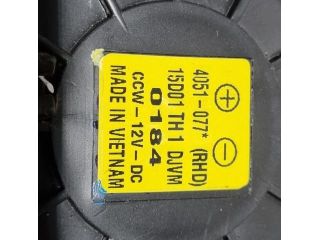 4051-077* (RHD)
15D01 TH 1 DJVM
0184
CCW-12V-DC
MADE IN VIETNAM